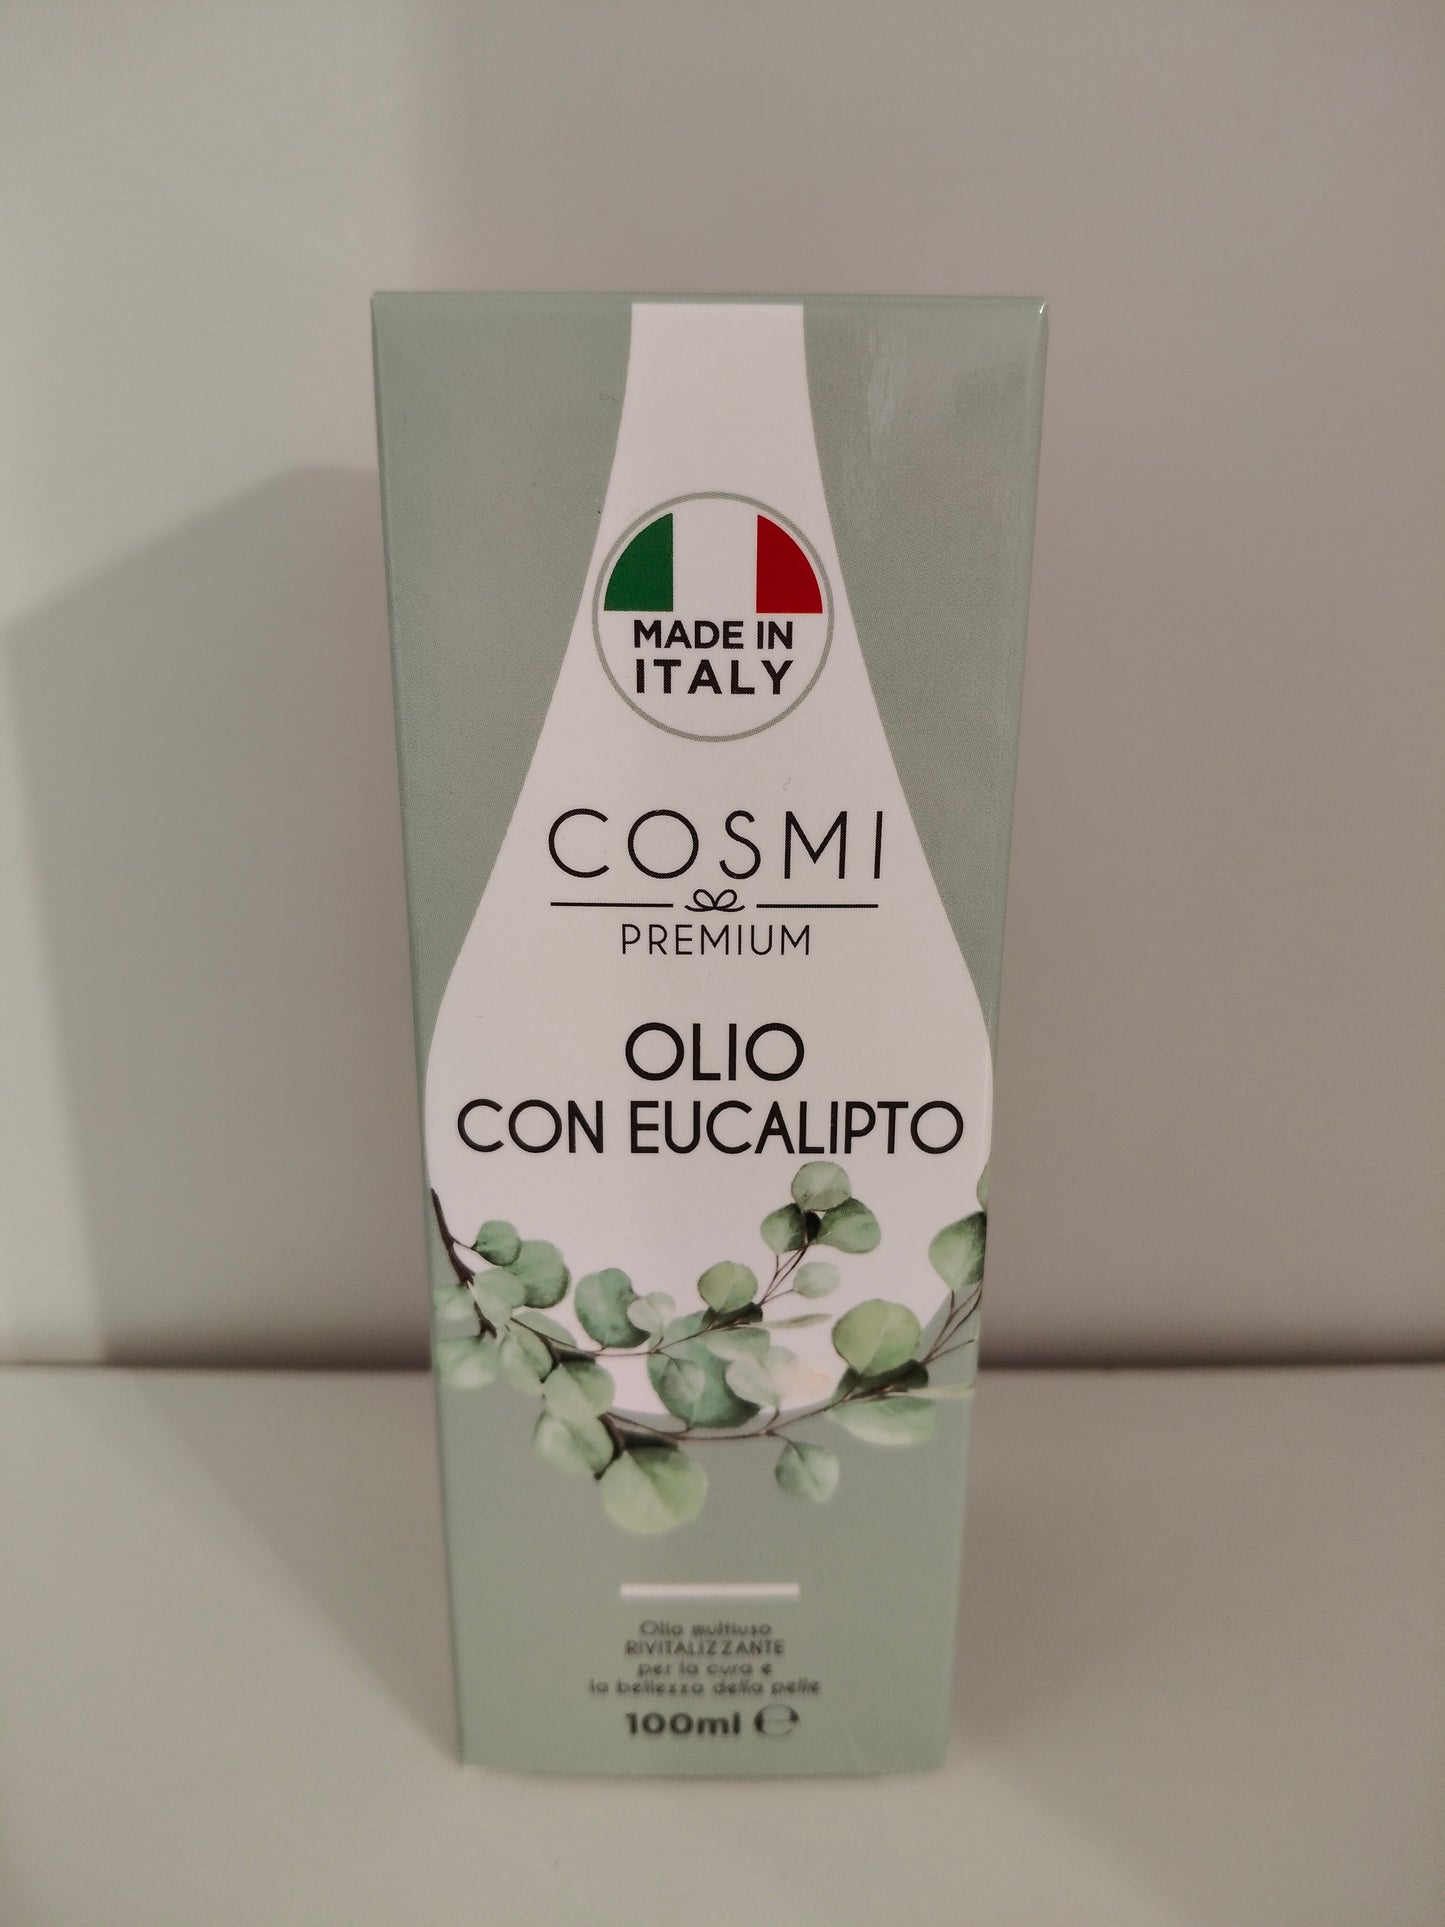 MADE IN
ITALY
COSMI
PREMIUM
OLIO
CON EUCALIPTO
Olio multiuso
RIVITALIZZANTE
per la cura e
la bellezza della pelle
100ml ℮